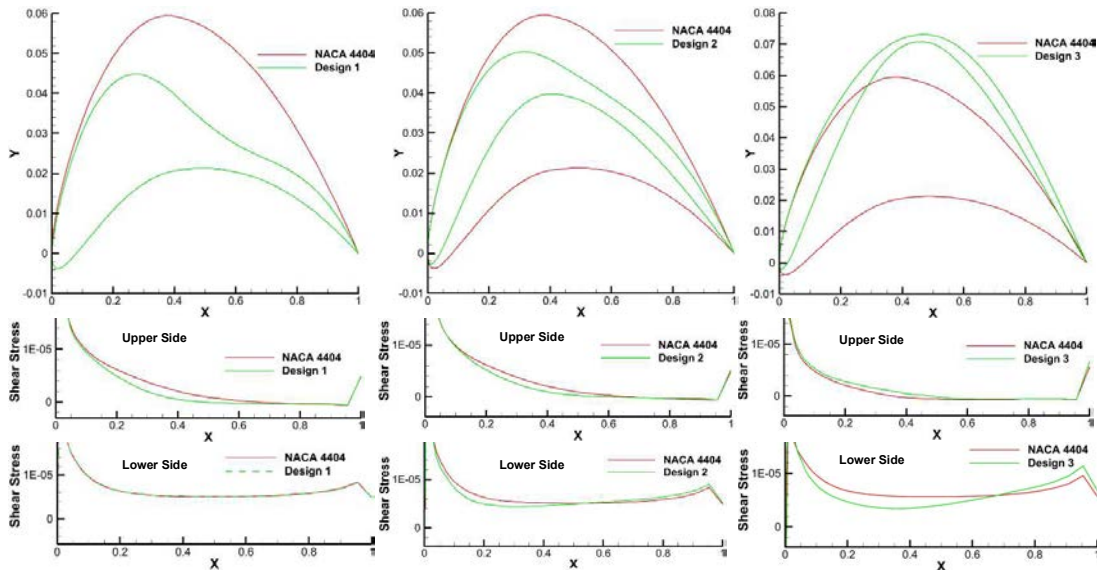 0.06
0.05
0.04
0.03
0.02
0.01
0
-0.01
Y
0 0.2 0.4 0.6 0.8 1
X
NACA 4404
Design 1
0.06
0.05
0.04
0.03
0.02
0.01
0
-0.01
Y
0 0.2 0.4 0.6 0.8 1
X
NACA 4404
Design 2
0.08
0.07
0.06
0.05
0.04
0.03
0.02
0.01
0
-0.01
Y
0 0.2 0.4 0.6 0.8 1
X
NACA 4404
Design 3
Shear Stress
1E-05
0
Upper Side
NACA 4404
Design 1
0 0.2 0.4 0.6 0.8 1
X
Shear Stress
1E-05
0
Upper Side
NACA 4404
Design 2
0 0.2 0.4 0.6 0.8 1
X
Shear Stress
1E-05
0
Upper Side
NACA 4404
Design 3
0 0.2 0.4 0.6 0.8 1
X
Shear Stress
1E-05
0
Lower Side
NACA 4404
Design 1
0 0.2 0.4 0.6 0.8 1
X
Shear Stress
1E-05
0
Lower Side
NACA 4404
Design 2
0 0.2 0.4 0.6 0.8 1
X
Shear Stress
1E-05
0
Lower Side
NACA 4404
Design 3
0 0.2 0.4 0.6 0.8 1
X